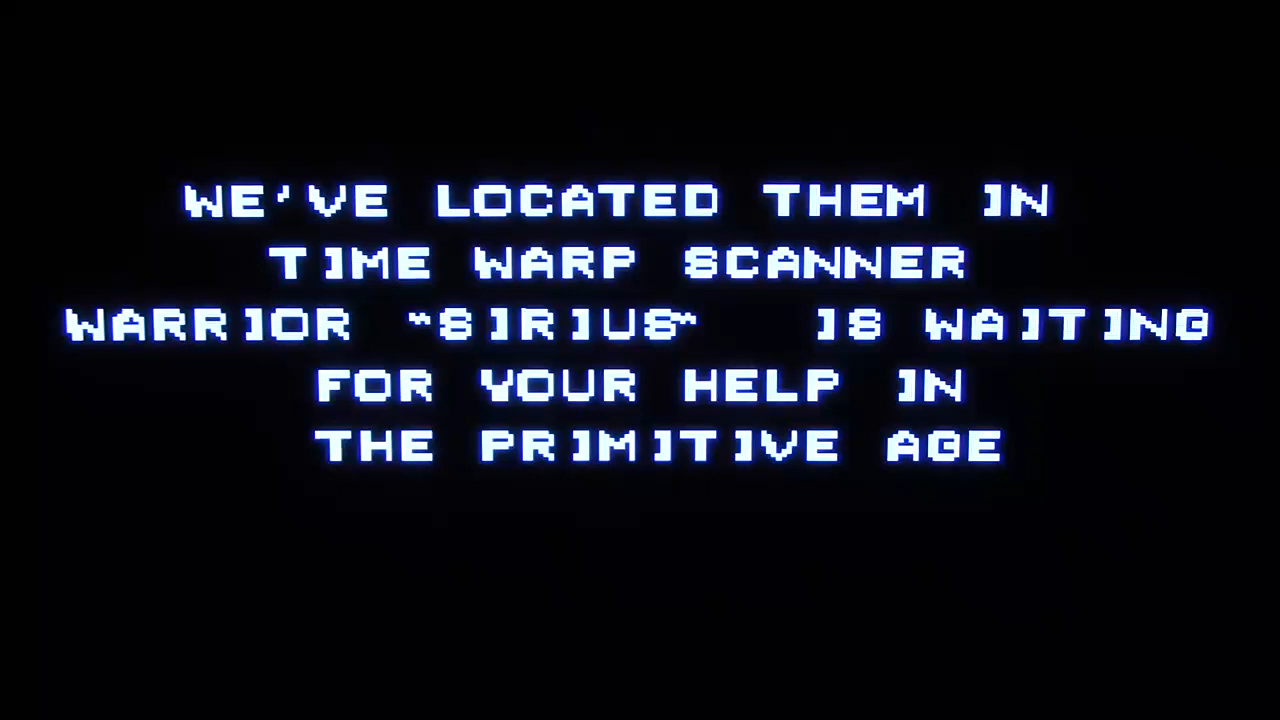 WE'VE LOCATED THEM IN
TIME WARP SCANNER
WARRIOR "SIRIUS" IS WAITING
FOR YOUR HELP IN
THE PRIMITIVE AGE